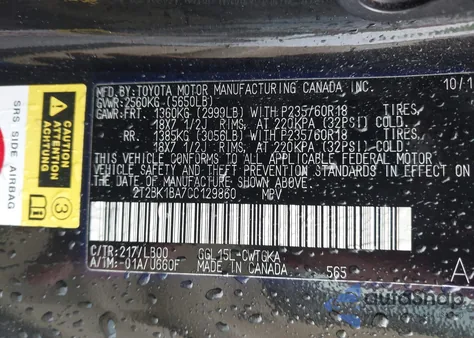 MFD.BY:TOYOTA MOTOR MANUFACTURING CANADA, INC. 10/1
GVWR:2560KG (5650LB)
GAWR:FRT 1360KG (2999LB) WITH P235/60R18 TIRES,
18X7 1/2J RIMS, AT 220KPA (32PSI) COLD.
RR. 1385KG (3056LB) WITH P235/60R18 TIRES,
18X7 1/2J RIMS, AT 220KPA (32PSI) COLD.
THIS VEHICLE CONFORMS TO ALL APPLICABLE FEDERAL MOTOR
VEHICLE SAFETY STANDARDS IN EFFECT ON
THE DATE OF MANUFACTURE SHOWN ABOVE.
2T2BK1BA7CC129860 MPV
C/TR:217/LB00 GGL15L-CWTGKA
A/TM:-01A/U660F MADE IN CANADA 565
A
SRS SIDE AIRBAG
ATTENTION
ACHTUNG
3
autoshop